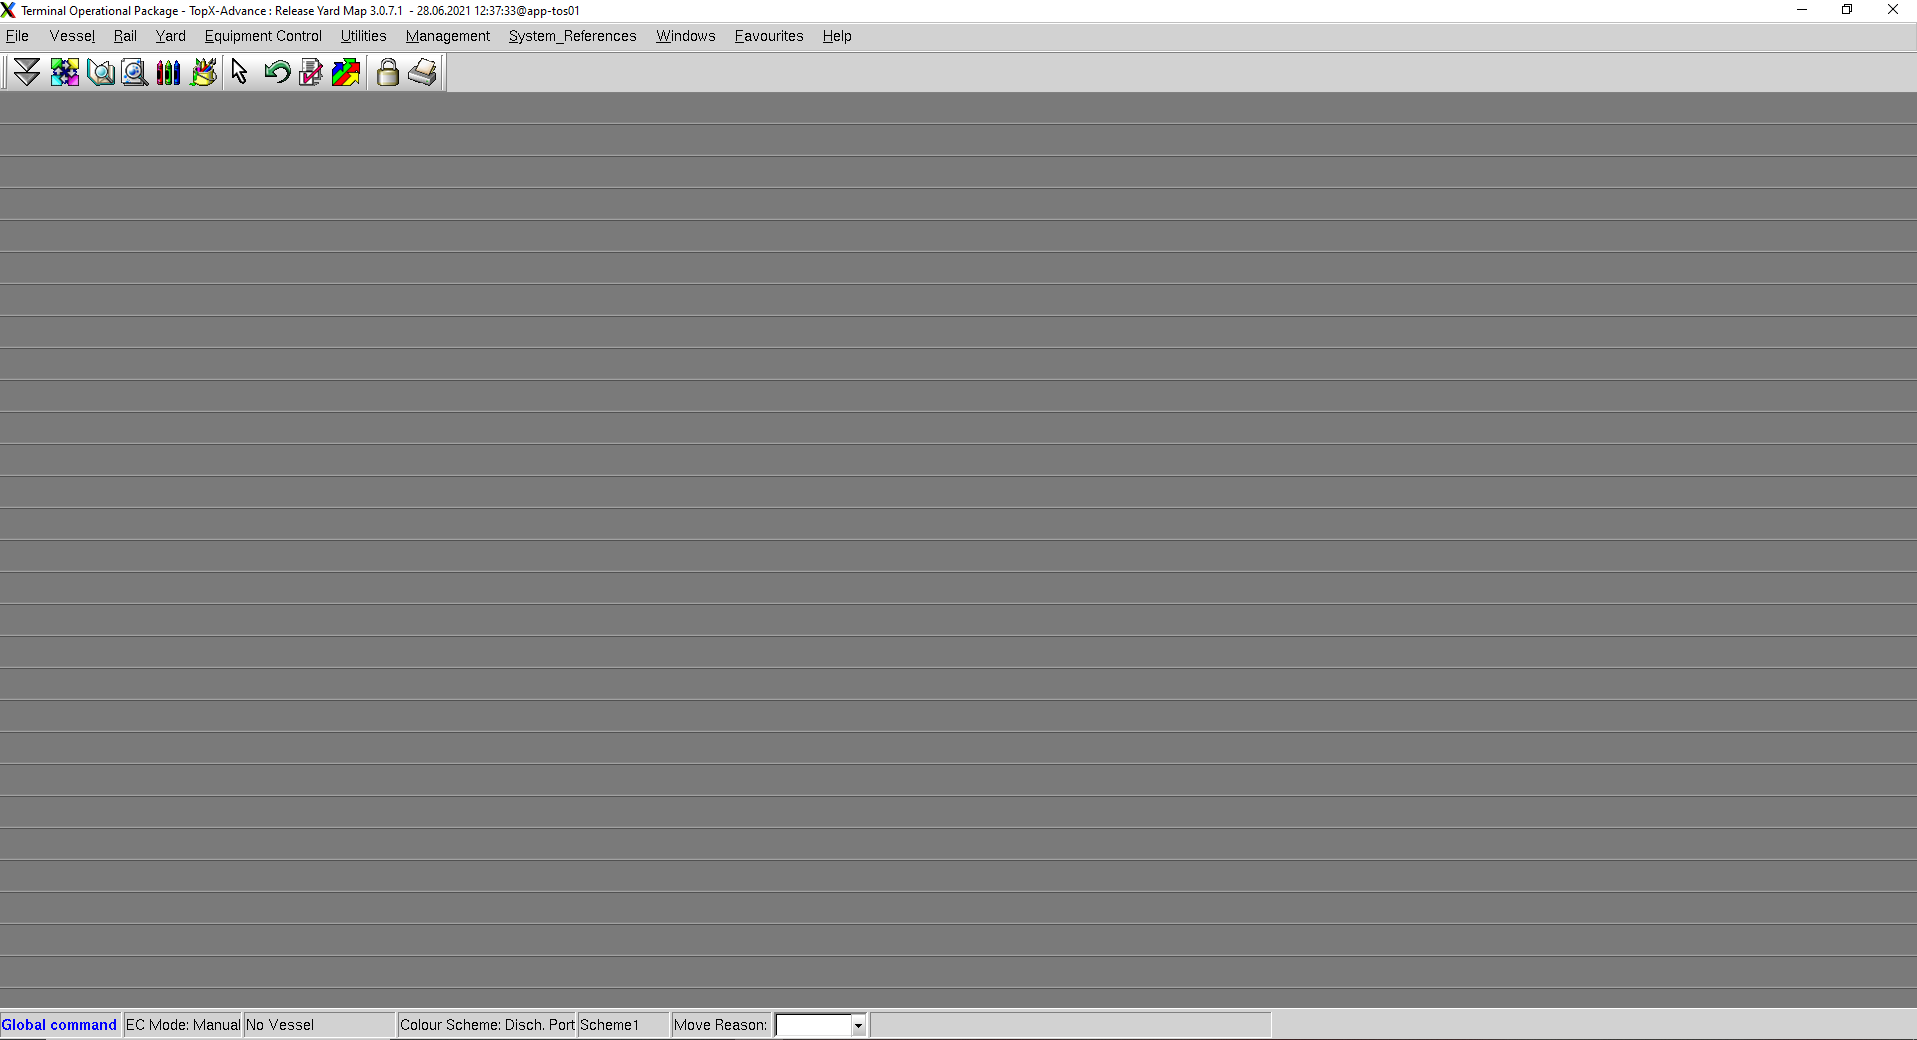 Terminal Operational Package - TopX-Advance : Release Yard Map 3.0.7.1 - 28.06.2021 12:37:33@app-tos01
File Vessel Rail Yard Equipment Control Utilities Management System_References Windows Favourites Help
Global command EC Mode: Manual No Vessel Colour Scheme: Disch. Port Scheme1 Move Reason: